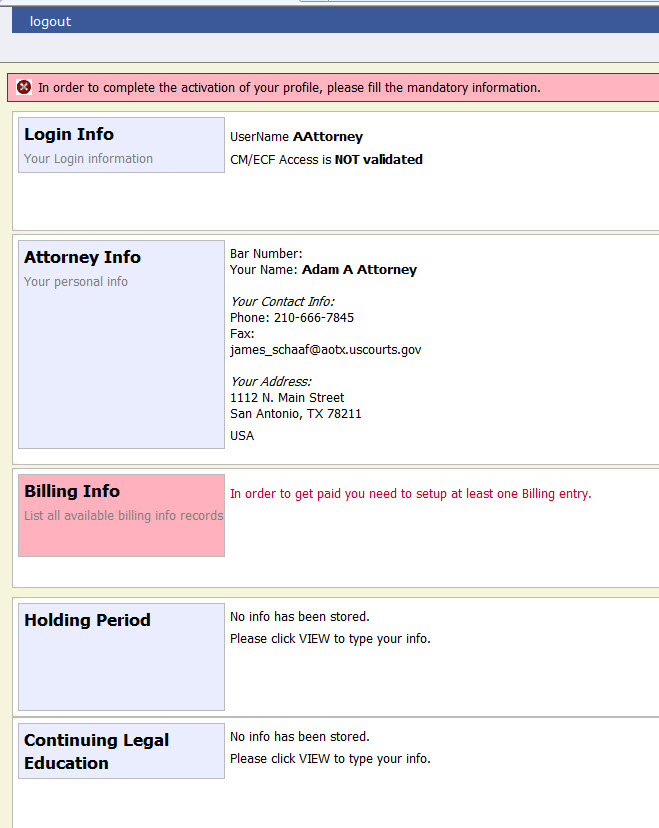 logout
In order to complete the activation of your profile, please fill the mandatory information.
Login Info
Your Login information
UserName AAttorney
CM/ECF Access is NOT validated
Attorney Info
Your personal info
Bar Number:
Your Name: Adam A Attorney
Your Contact Info:
Phone: 210-666-7845
Fax:
james_schaaf@aotx.uscourts.gov
Your Address:
1112 N. Main Street
San Antonio, TX 78211
USA
Billing Info
List all available billing info records
In order to get paid you need to setup at least one Billing entry.
Holding Period
No info has been stored.
Please click VIEW to type your info.
Continuing Legal
Education
No info has been stored.
Please click VIEW to type your info.